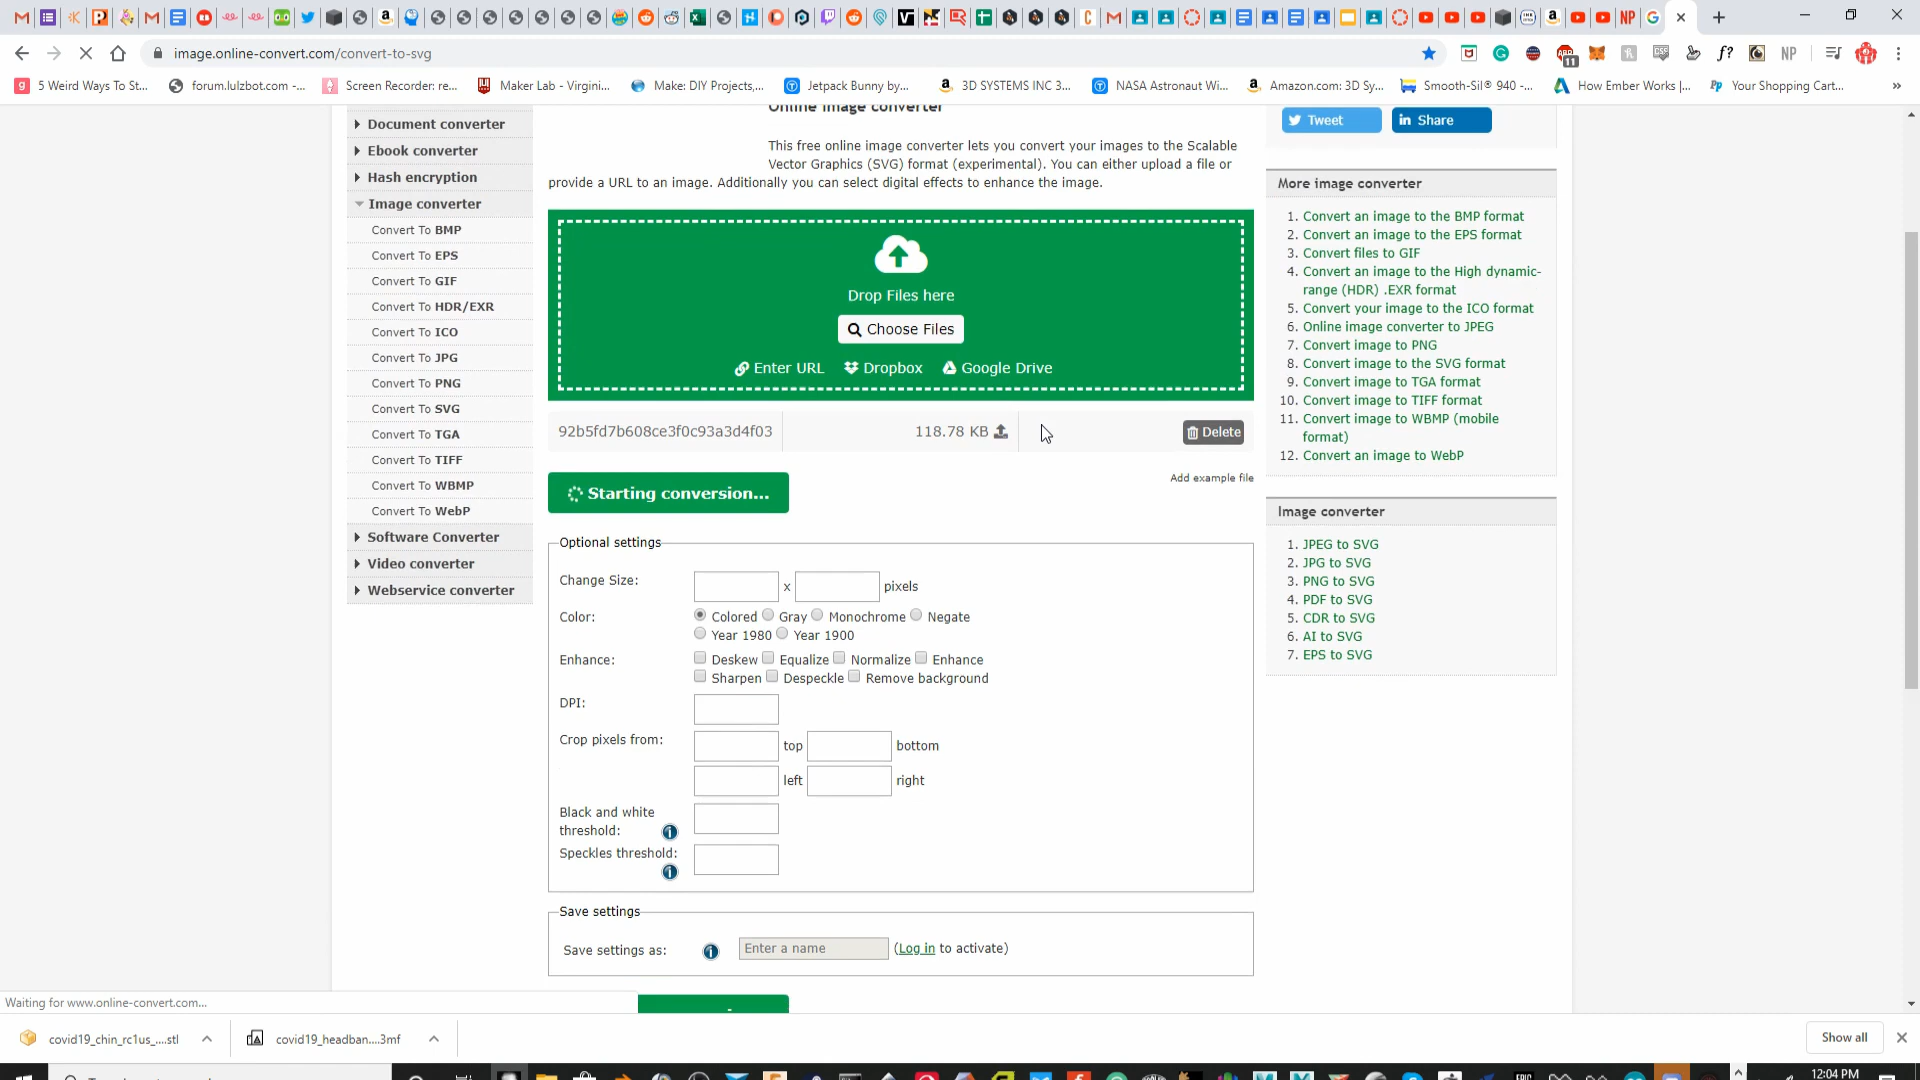 image.online-convert.com/convert-to-svg
11
5 Weird Ways To St...
forum.lulzbot.com -...
Screen Recorder: re...
Maker Lab - Virgini...
Make: DIY Projects,...
Jetpack Bunny by...
3D SYSTEMS INC 3...
NASA Astronaut Wi...
Amazon.com: 3D Sy...
Smooth-Sil® 940 -...
How Ember Works |...
Your Shopping Cart...
»
Document converter
Ebook converter
Hash encryption
Image converter
Convert To BMP
Convert To EPS
Convert To GIF
Convert To HDR/EXR
Convert To ICO
Convert To JPG
Convert To PNG
Convert To SVG
Convert To TGA
Convert To TIFF
Convert To WBMP
Convert To WebP
Software Converter
Video converter
Webservice converter
Online image converter
This free online image converter lets you convert your images to the Scalable
Vector Graphics (SVG) format (experimental). You can either upload a file or
provide a URL to an image. Additionally you can select digital effects to enhance the image.
Drop Files here
Choose Files
Enter URL Dropbox Google Drive
92b5fd7b608ce3f0c93a3d4f03 118.78 KB Delete
Add example file
Starting conversion...
Optional settings
Change Size: x pixels
Color: Colored Gray Monochrome Negate
Year 1980 Year 1900
Enhance: Deskew Equalize Normalize Enhance
Sharpen Despeckle Remove background
DPI:
Crop pixels from: top bottom
left right
Black and white
threshold:
Speckles threshold:
Save settings
Save settings as: Enter a name (Log in to activate)
Tweet Share
More image converter
1. Convert an image to the BMP format
2. Convert an image to the EPS format
3. Convert files to GIF
4. Convert an image to the High dynamic-
range (HDR) .EXR format
5. Convert your image to the ICO format
6. Online image converter to JPEG
7. Convert image to PNG
8. Convert image to the SVG format
9. Convert image to TGA format
10. Convert image to TIFF format
11. Convert image to WBMP (mobile
format)
12. Convert an image to WebP
Image converter
1. JPEG to SVG
2. JPG to SVG
3. PNG to SVG
4. PDF to SVG
5. CDR to SVG
6. AI to SVG
7. EPS to SVG
Waiting for www.online-convert.com...
covid19_chin_rc1us_....stl
covid19_headban....3mf
Show all
12:04 PM